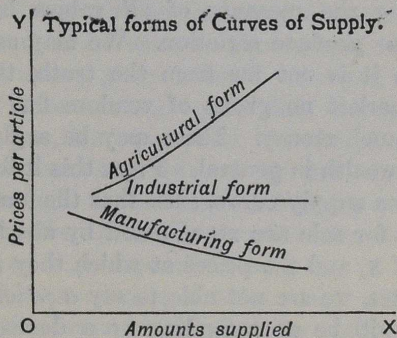 Y Typical forms of Curves of Supply.
Prices per article
Agricultural form
Industrial form
Manufacturing form
O Amounts supplied X